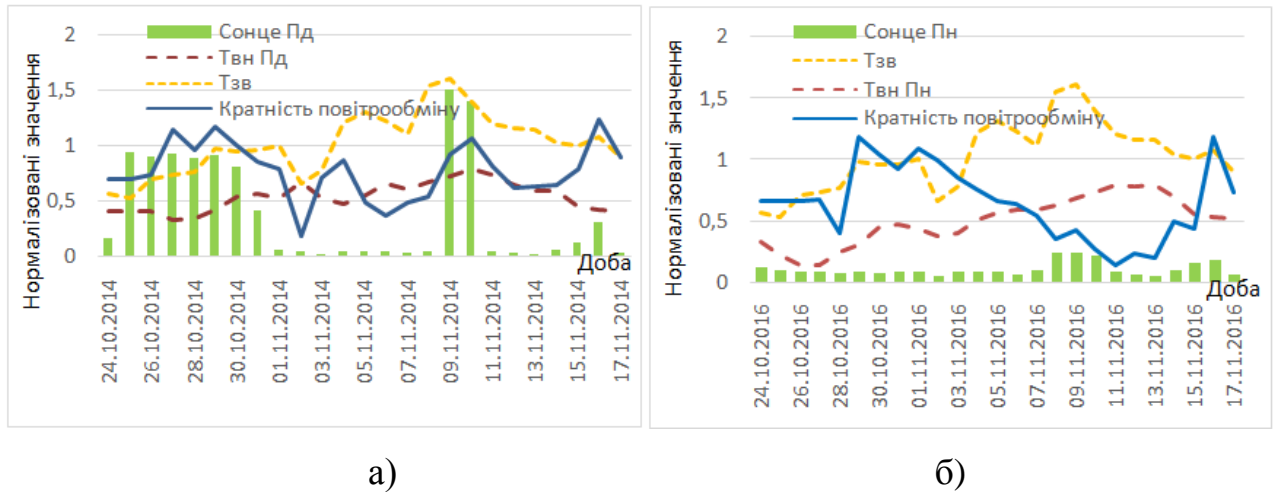 Нормалізовані значення
2
1,5
1
0,5
0
Сонце Пд
Твн Пд
Тзв
Кратність повітрообміну
Доба
24.10.2014
26.10.2014
28.10.2014
30.10.2014
01.11.2014
03.11.2014
05.11.2014
07.11.2014
09.11.2014
11.11.2014
13.11.2014
15.11.2014
17.11.2014
а)
Нормалізовані значення
2
1,5
1
0,5
0
Сонце Пн
Тзв
Твн Пн
Кратність повітрообміну
Доба
24.10.2016
26.10.2016
28.10.2016
30.10.2016
01.11.2016
03.11.2016
05.11.2016
07.11.2016
09.11.2016
11.11.2016
13.11.2016
15.11.2016
17.11.2016
б)